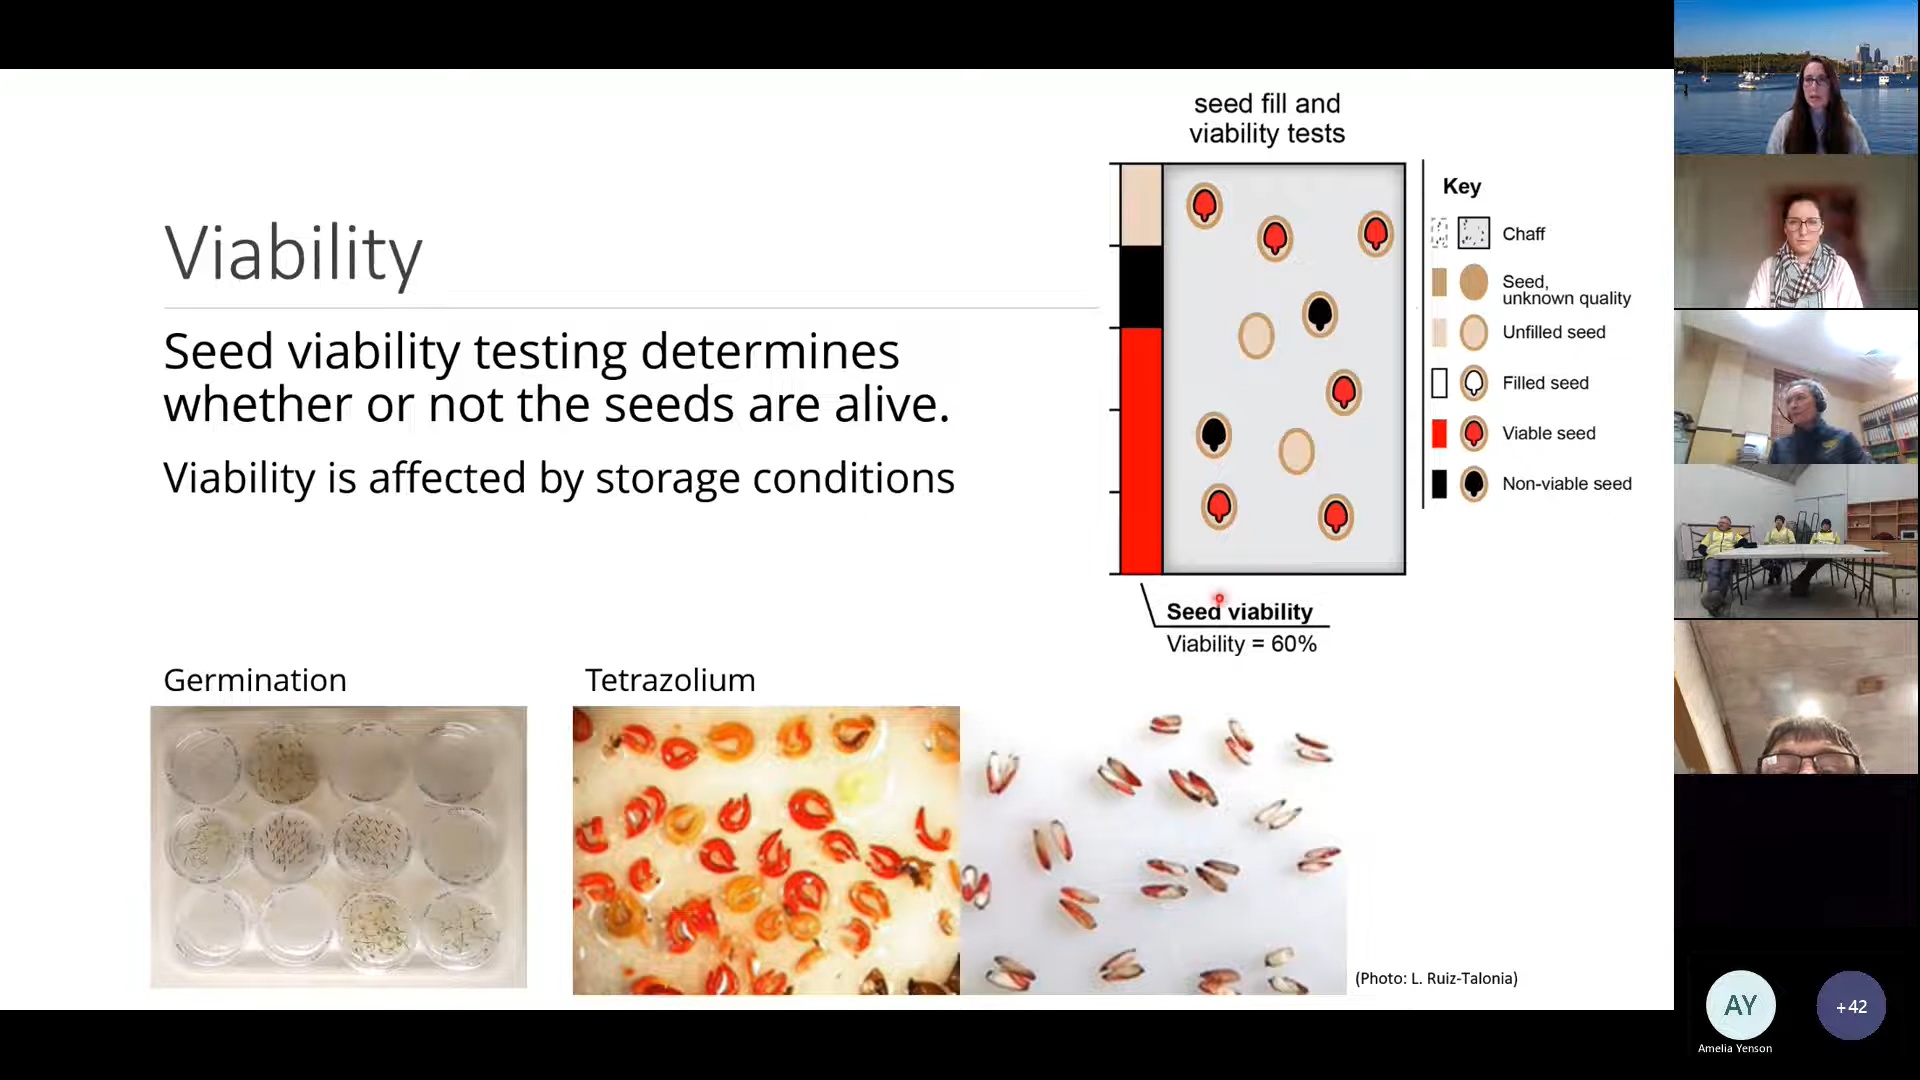 Viability
Seed viability testing determines
whether or not the seeds are alive.
Viability is affected by storage conditions
seed fill and
viability tests
Key
Chaff
Seed,
unknown quality
Unfilled seed
Filled seed
Viable seed
Non-viable seed
Seed viability
Viability = 60%
Germination
Tetrazolium
(Photo: L. Ruiz-Talonia)
AY
Amelia Yenson
+42